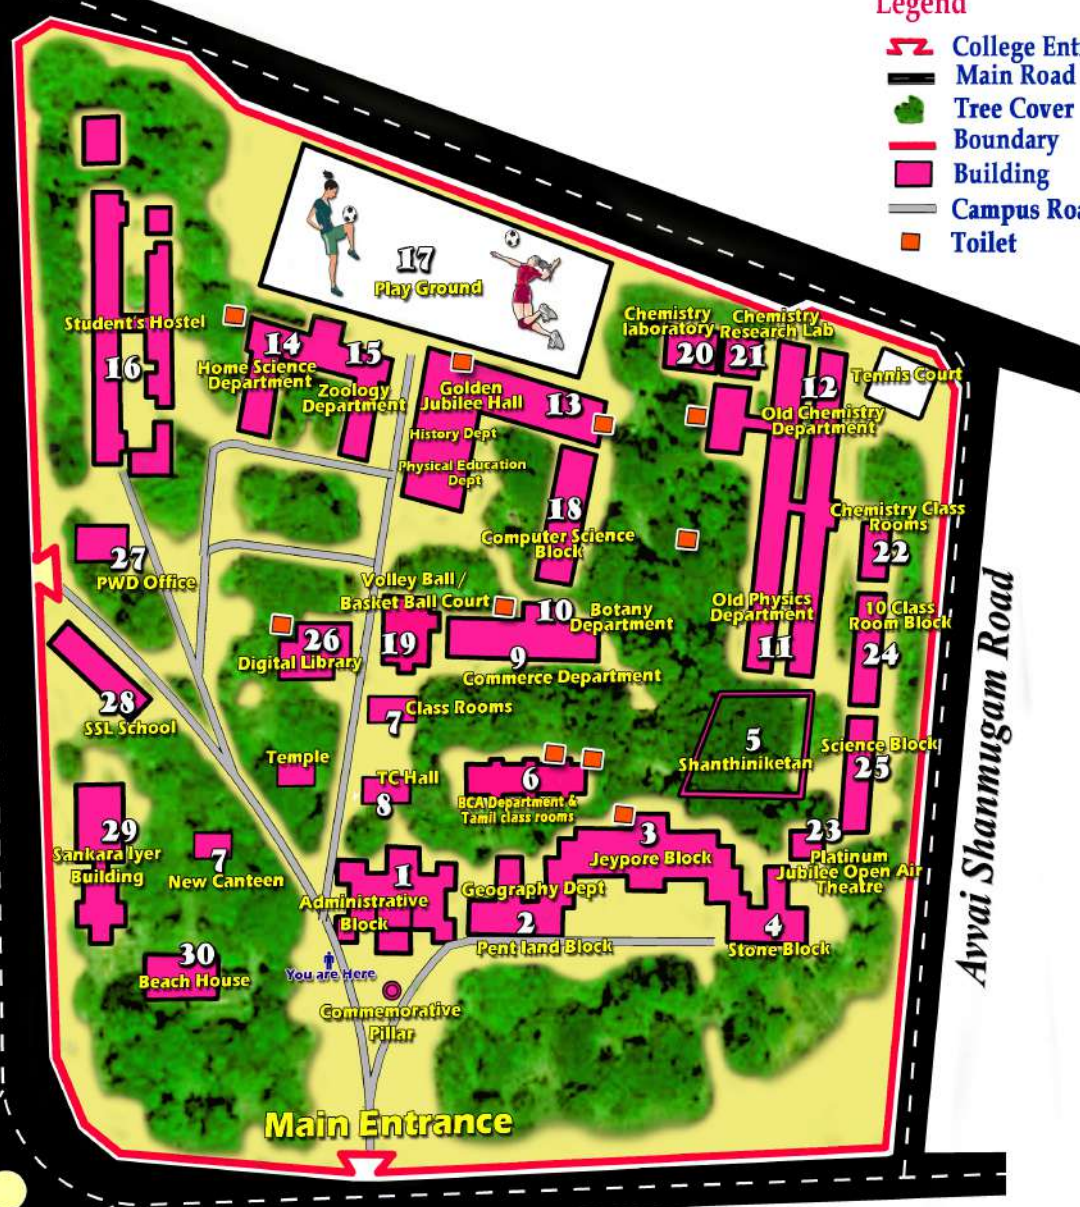 Legend
College Ent
Main Road
Tree Cover
Boundary
Building
Campus Roa
Toilet
17
Play Ground
Student's Hostel
16
14
Home Science
Department
15
Zoology
Department
Golden
Jubilee Hall
13
History Dept
Physical Education
Dept
18
Computer Science
Block
Chemistry
laboratory
20
Chemistry
Research Lab
21
12
Old Chemistry
Department
Tennis Court
Chemistry Class
Rooms
22
10 Class
Room Block
24
Old Physics
Department
11
27
PWD Office
28
SSL School
26
Digital Library
Volley Ball /
Basket Ball Court
19
10
Botany
Department
9
Commerce Department
7
Class Rooms
Temple
TC Hall
8
6
BCA Department &
Tamil class rooms
5
Shanthiniketan
Science Block
25
23
Platinum
Jubilee Open Air
Theatre
3
Jeypore Block
4
Stone Block
Geography Dept
2
Pent land Block
1
Administrative
Block
29
Sankara Iyer
Building
7
New Canteen
30
Beach House
You are Here
Commemorative
Pillar
Main Entrance
Avvai Shanmugam Road